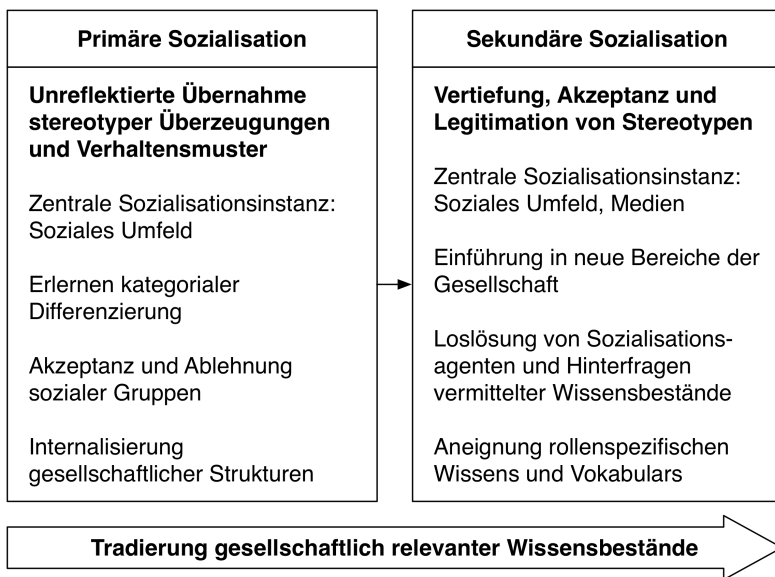 Primäre Sozialisation
Unreflektierte Übernahme
stereotyper Überzeugungen
und Verhaltensmuster
Zentrale Sozialisationsinstanz:
Soziales Umfeld
Erlernen kategorialer
Differenzierung
Akzeptanz und Ablehnung
sozialer Gruppen
Internalisierung
gesellschaftlicher Strukturen
Sekundäre Sozialisation
Vertiefung, Akzeptanz und
Legitimation von Stereotypen
Zentrale Sozialisationsinstanz:
Soziales Umfeld, Medien
Einführung in neue Bereiche der
Gesellschaft
Loslösung von Sozialisations-
agenten und Hinterfragen
vermittelter Wissensbestände
Aneignung rollenspezifischen
Wissens und Vokabulars
Tradierung gesellschaftlich relevanter Wissensbestände